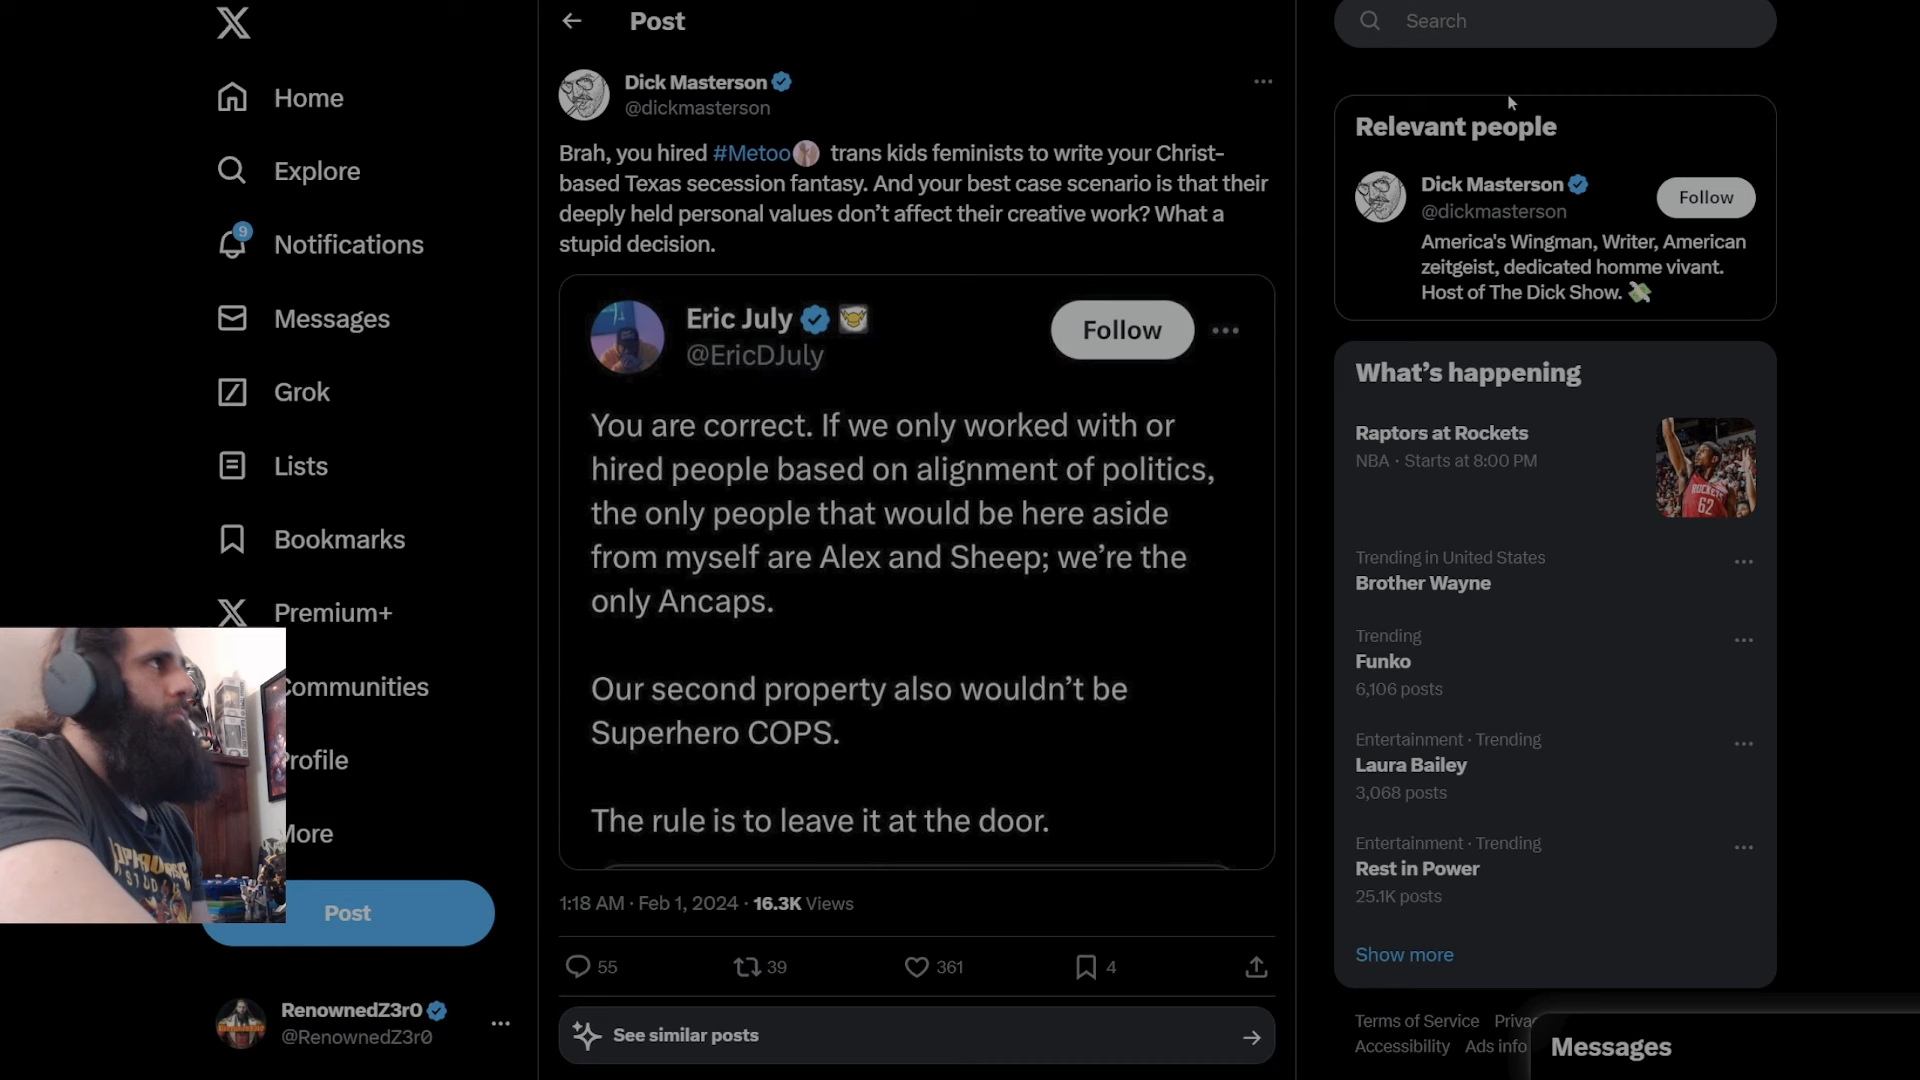 Home
Explore
9
Notifications
Messages
Grok
Lists
Bookmarks
Premium+
Communities
Profile
More
Post
RenownedZ3r0
@RenownedZ3r0
Post
Dick Masterson
@dickmasterson
Brah, you hired #Metoo trans kids feminists to write your Christ-
based Texas secession fantasy. And your best case scenario is that their
deeply held personal values don't affect their creative work? What a
stupid decision.
Eric July
@EricDJuly
Follow
You are correct. If we only worked with or
hired people based on alignment of politics,
the only people that would be here aside
from myself are Alex and Sheep; we're the
only Ancaps.
Our second property also wouldn't be
Superhero COPS.
The rule is to leave it at the door.
1:18 AM · Feb 1, 2024 · 16.3K Views
55
39
361
4
See similar posts
Search
Relevant people
Dick Masterson
@dickmasterson
Follow
America's Wingman, Writer, American
zeitgeist, dedicated homme vivant.
Host of The Dick Show.
What's happening
Raptors at Rockets
NBA · Starts at 8:00 PM
ROCKETS
62
Trending in United States
Brother Wayne
Trending
Funko
6,106 posts
Entertainment · Trending
Laura Bailey
3,068 posts
Entertainment · Trending
Rest in Power
25.1K posts
Show more
Terms of Service
Accessibility Ads info
Messages